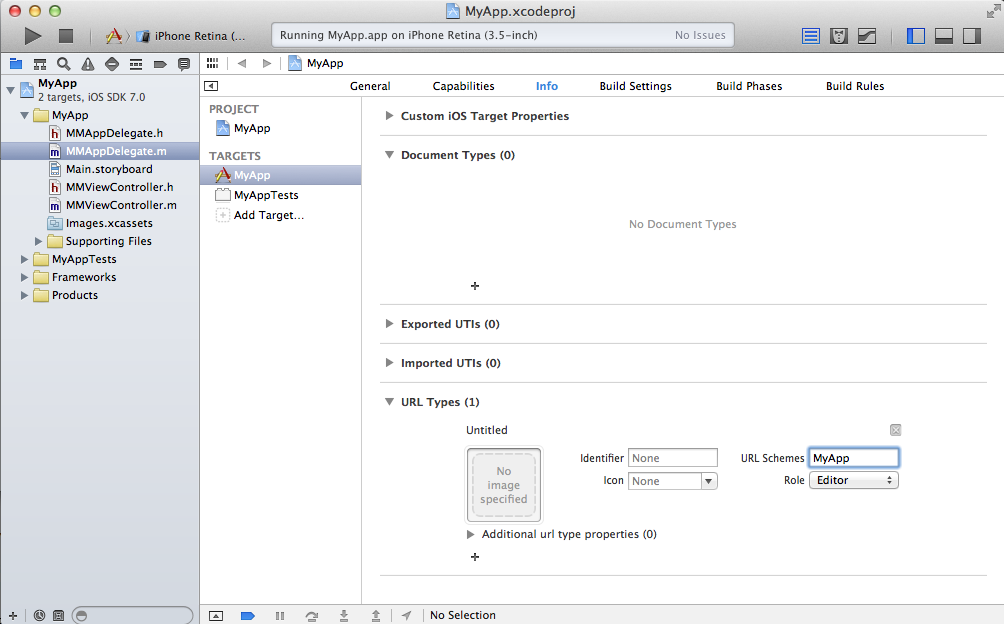 MyApp.xcodeproj
iPhone Retina (...
Running MyApp.app on iPhone Retina (3.5-inch)
No Issues
MyApp
MyApp
2 targets, iOS SDK 7.0
MyApp
h MMAppDelegate.h
m MMAppDelegate.m
Main.storyboard
h MMViewController.h
m MMViewController.m
Images.xcassets
Supporting Files
MyAppTests
Frameworks
Products
General Capabilities Info Build Settings Build Phases Build Rules
PROJECT
MyApp
TARGETS
MyApp
MyAppTests
Add Target...
Custom iOS Target Properties
Document Types (0)
No Document Types
Exported UTIs (0)
Imported UTIs (0)
URL Types (1)
Untitled
No
image
specified
Identifier None
Icon None
URL Schemes MyApp
Role Editor
Additional url type properties (0)
No Selection